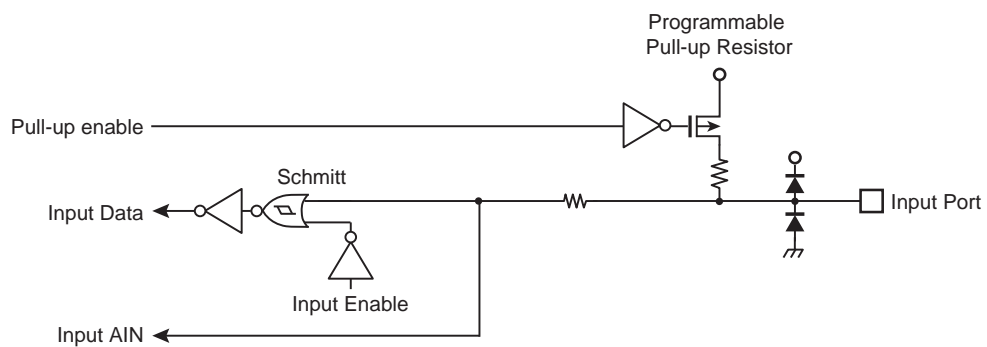 Programmable
Pull-up Resistor
Pull-up enable
Schmitt
Input Data
Input Port
Input Enable
Input AIN